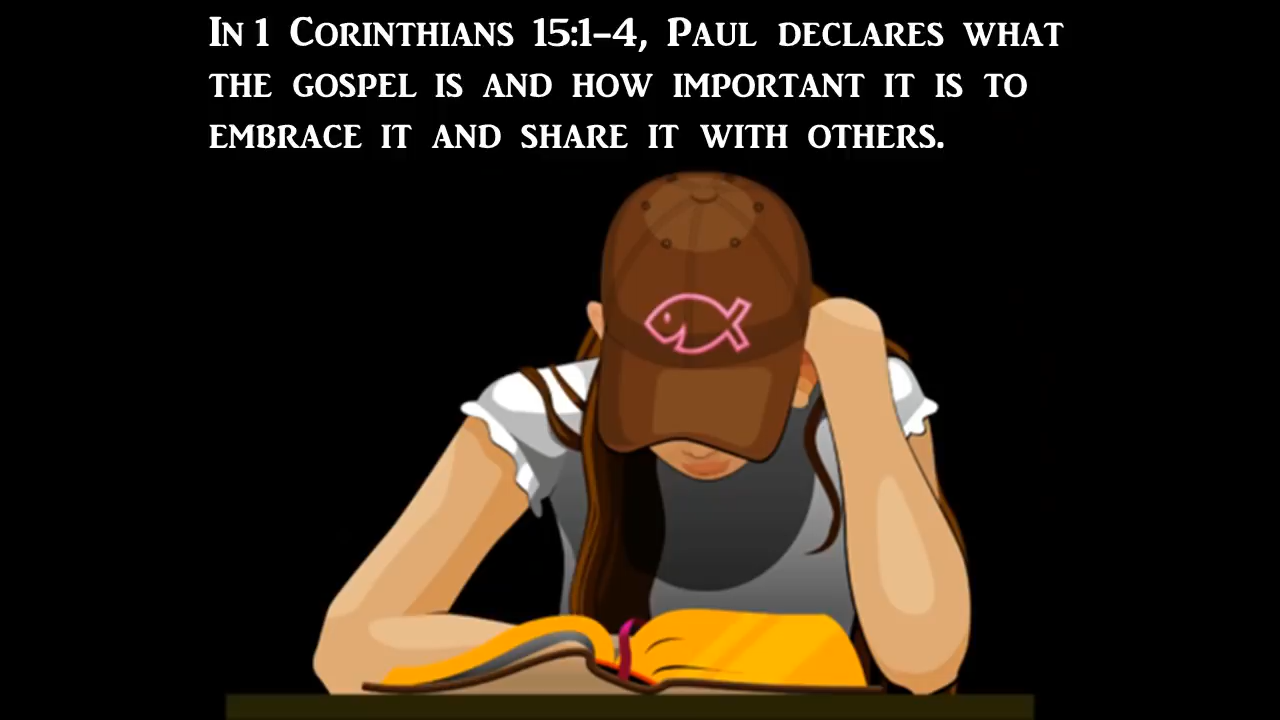 In 1 Corinthians 15:1–4, Paul declares what
the gospel is and how important it is to
embrace it and share it with others.